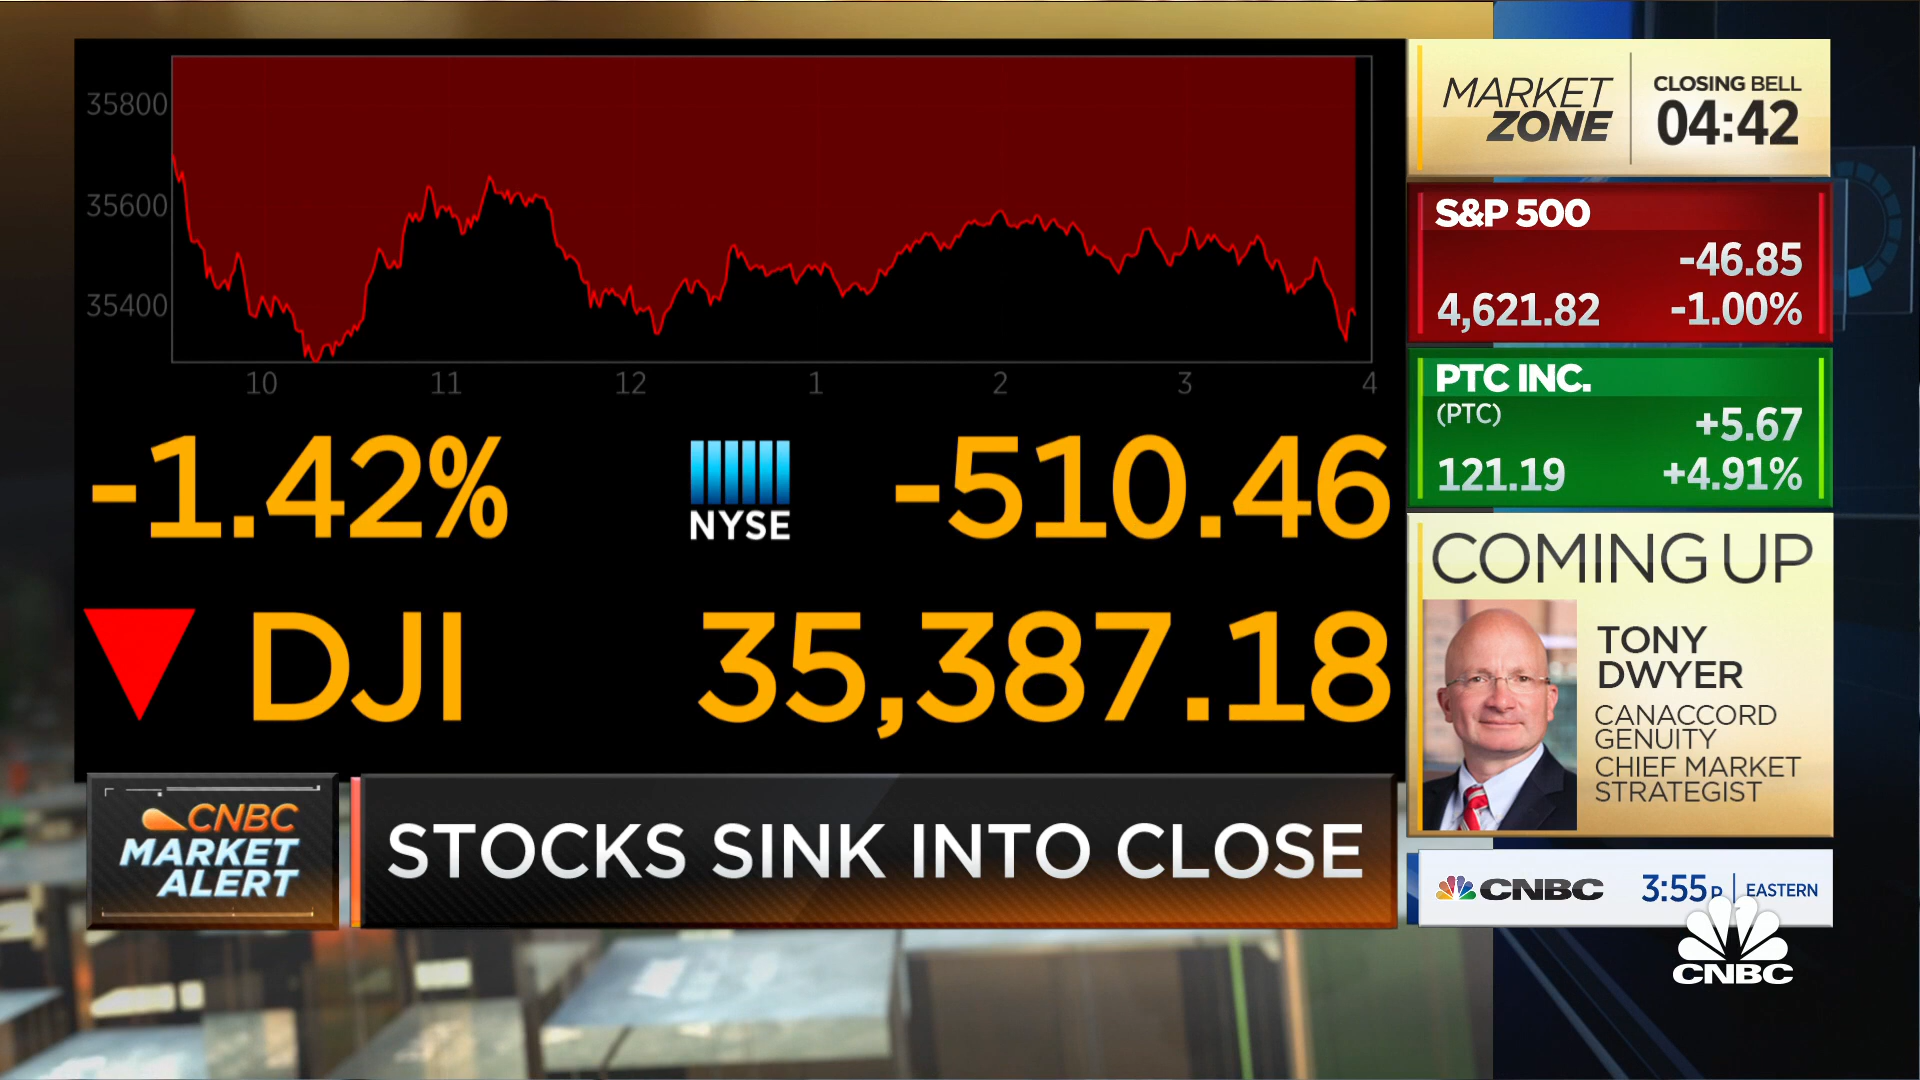 35800
35600
35400
10 11 12 1 2 3 4
-1.42%
NYSE
-510.46
DJI
35,387.18
CNBC
MARKET
ALERT
STOCKS SINK INTO CLOSE
MARKET
ZONE
CLOSING BELL
04:42
S&P 500
-46.85
4,621.82 -1.00%
PTC INC.
(PTC)
+5.67
121.19 +4.91%
COMING UP
TONY
DWYER
CANACCORD
GENUITY
CHIEF MARKET
STRATEGIST
CNBC 3:55P EASTERN
CNBC